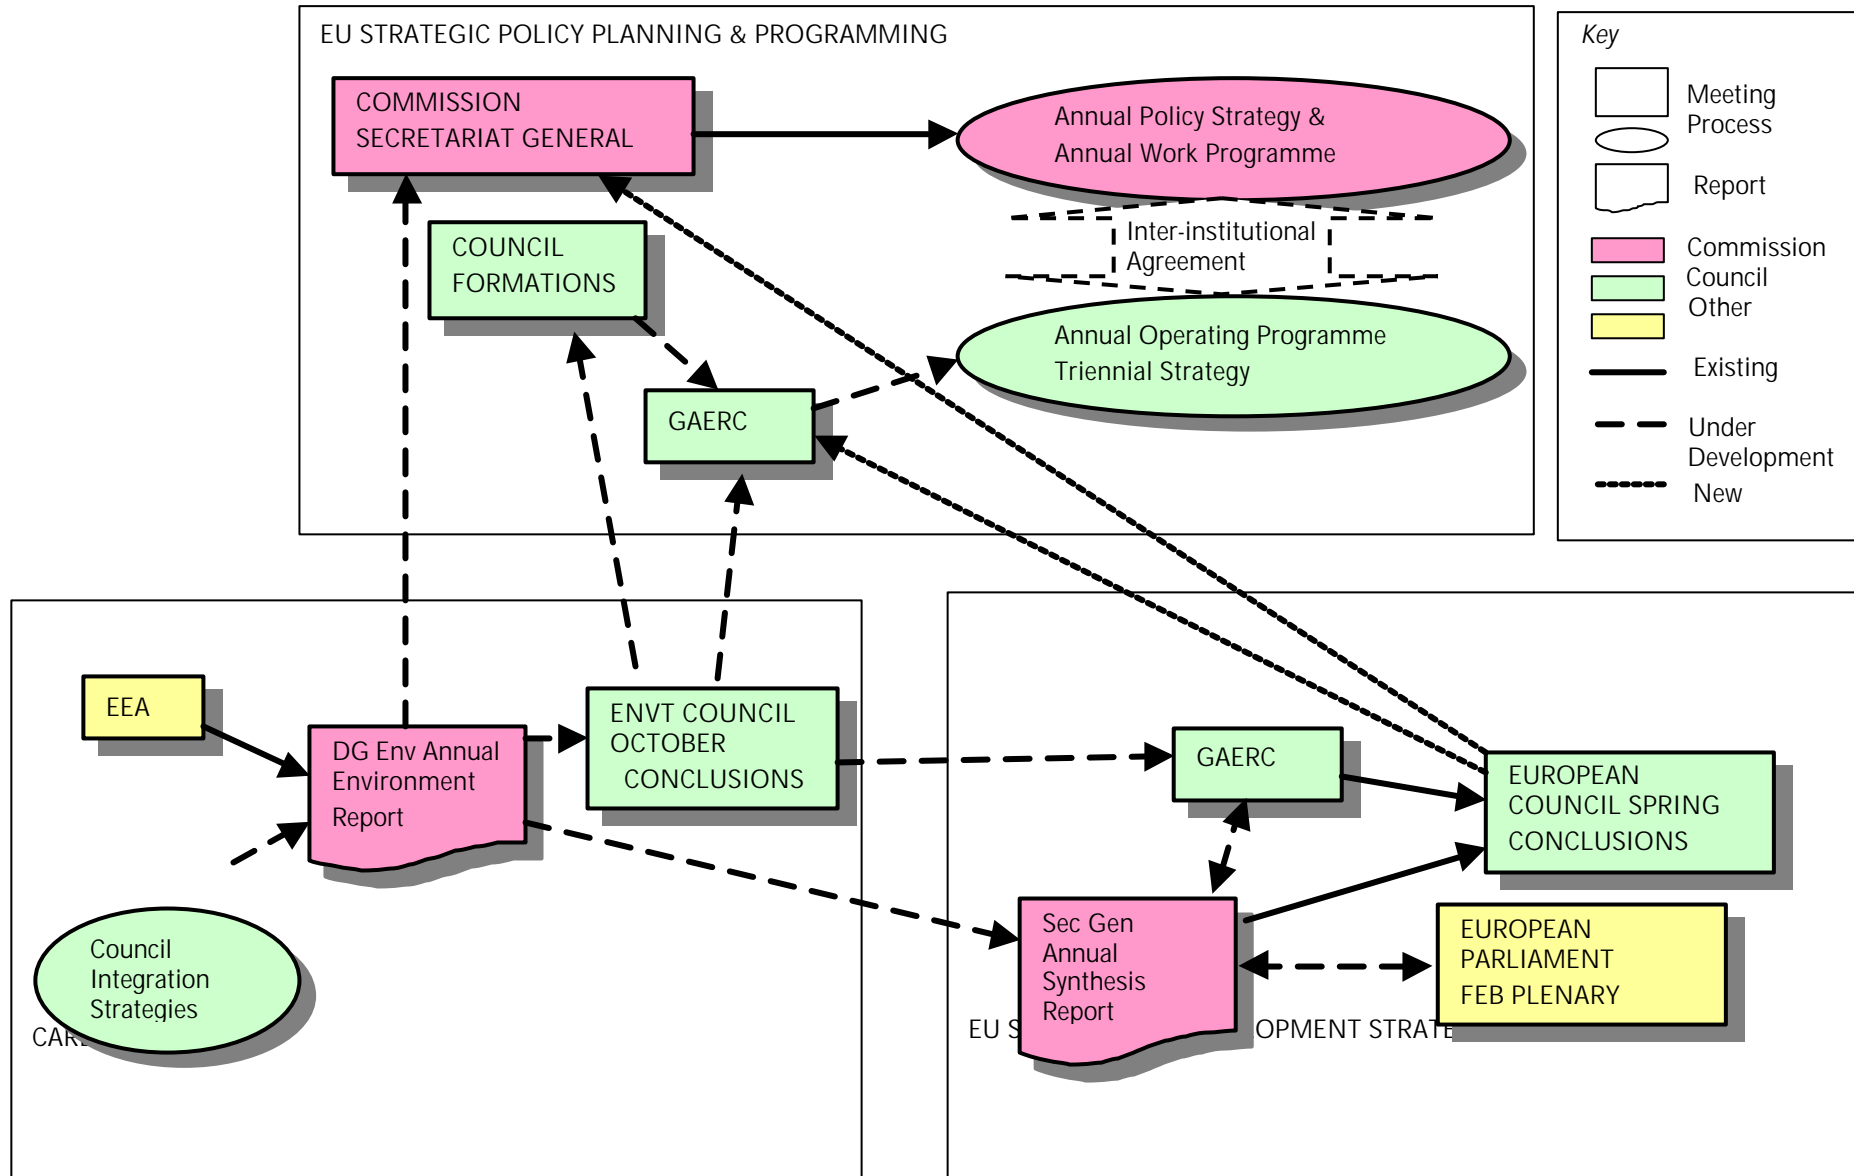 EU STRATEGIC POLICY PLANNING & PROGRAMMING
COMMISSION
SECRETARIAT GENERAL
Annual Policy Strategy &
Annual Work Programme
COUNCIL
FORMATIONS
Inter-institutional
Agreement
GAERC
Annual Operating Programme
Triennial Strategy
Key
Meeting
Process
Report
Commission
Council
Other
Existing
Under
Development
New
EEA
DG Env Annual
Environment
Report
ENVT COUNCIL
OCTOBER
CONCLUSIONS
Council
Integration
Strategies
GAERC
EUROPEAN
COUNCIL SPRING
CONCLUSIONS
Sec Gen
Annual
Synthesis
Report
EUROPEAN
PARLIAMENT
FEB PLENARY
EU